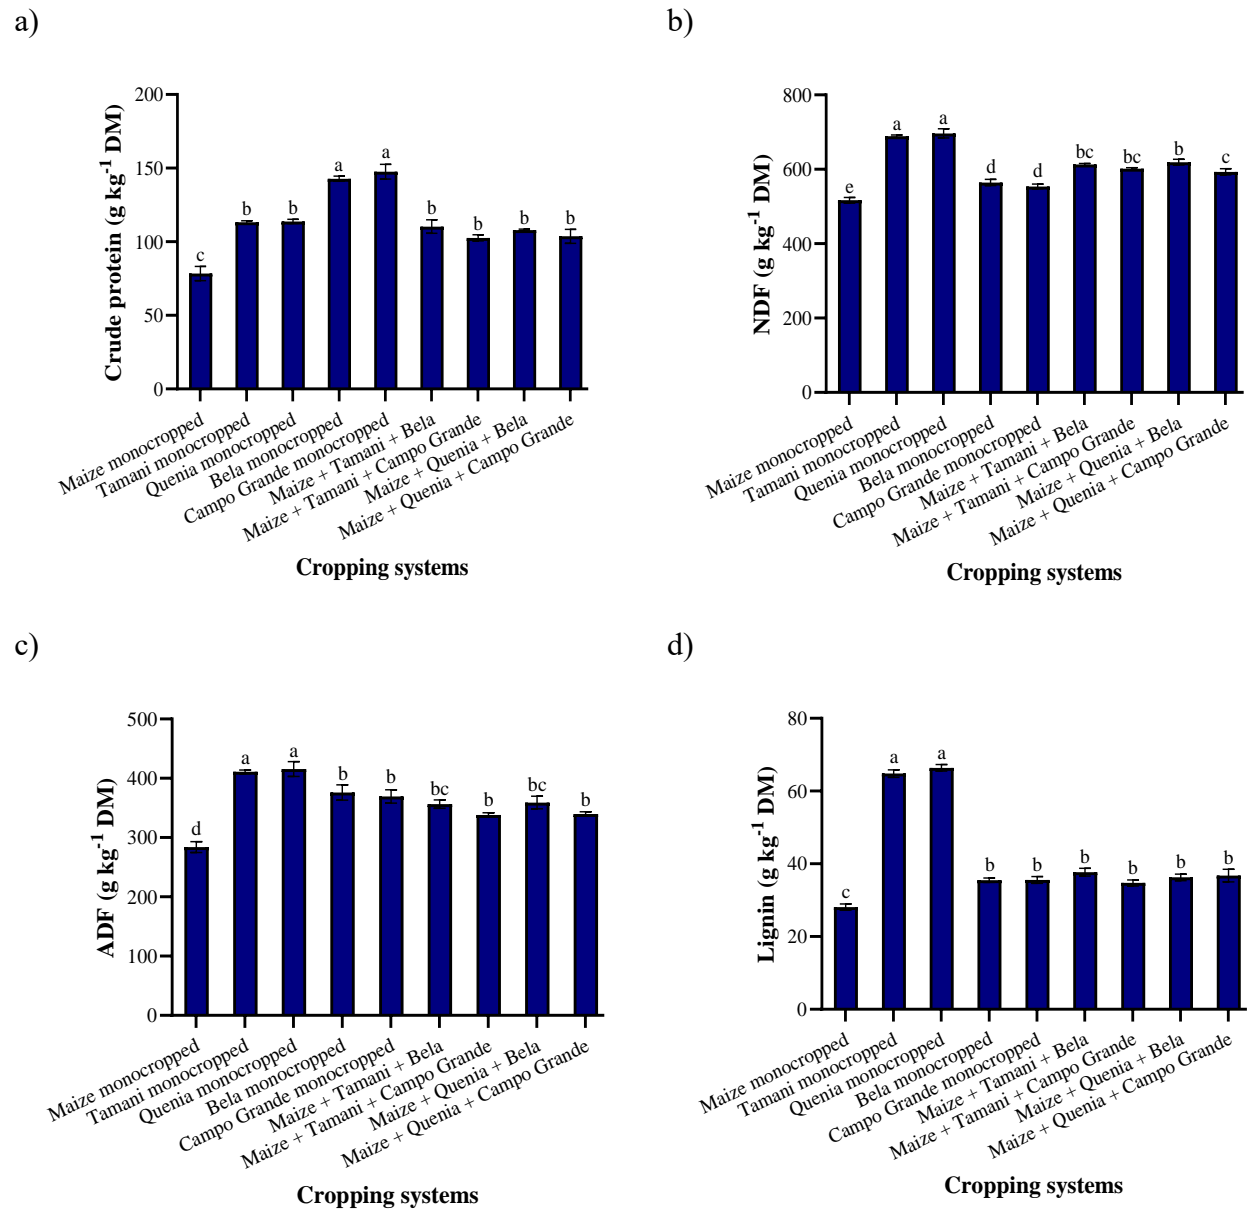 a)
Crude protein (g kg-1 DM)
200
150
100
50
0
c
b
b
a
a
b
b
b
b
Maize monocropped
Tamani monocropped
Quenia monocropped
Bela monocropped
Campo Grande monocropped
Maize + Tamani + Bela
Maize + Tamani + Campo Grande
Maize + Quenia + Bela
Maize + Quenia + Campo Grande
Cropping systems
b)
NDF (g kg-1 DM)
800
600
400
200
0
e
a
a
d
d
bc
bc
b
c
Maize monocropped
Tamani monocropped
Quenia monocropped
Bela monocropped
Campo Grande monocropped
Maize + Tamani + Bela
Maize + Tamani + Campo Grande
Maize + Quenia + Bela
Maize + Quenia + Campo Grande
Cropping systems
c)
ADF (g kg-1 DM)
500
400
300
200
100
0
d
a
a
b
b
bc
b
bc
b
Maize monocropped
Tamani monocropped
Quenia monocropped
Bela monocropped
Campo Grande monocropped
Maize + Tamani + Bela
Maize + Tamani + Campo Grande
Maize + Quenia + Bela
Maize + Quenia + Campo Grande
Cropping systems
d)
Lignin (g kg-1 DM)
80
60
40
20
0
c
a
a
b
b
b
b
b
b
Maize monocropped
Tamani monocropped
Quenia monocropped
Bela monocropped
Campo Grande monocropped
Maize + Tamani + Bela
Maize + Tamani + Campo Grande
Maize + Quenia + Bela
Maize + Quenia + Campo Grande
Cropping systems